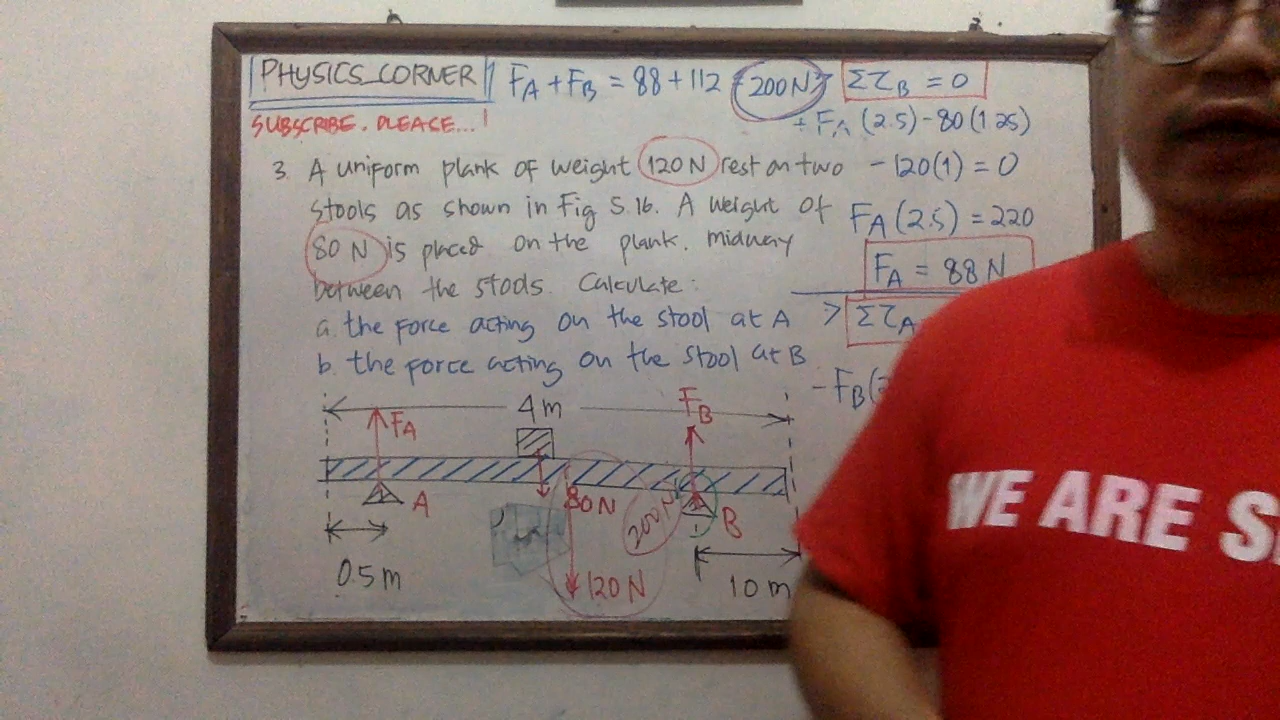 PHYSICS_CORNER
SUBSCRIBE. PLEASE...!
FA + FB = 88 + 112 = 200 N
3. A uniform plank of weight 120 N rest on two
stools as shown in Fig 5.16. A weight of
80 N is placed on the plank. midway
between the stools. Calculate:
a. the force acting on the stool at A
b. the force acting on the stool at B
ΣτB = 0
+ FA (2.5) - 80 (1.25)
- 120 (1) = 0
FA (2.5) = 220
FA = 88 N
> ΣτA
- FB (
4 m
FA
FB
A
80 N
200 N
B
0.5 m
120 N
10 m
WE ARE S